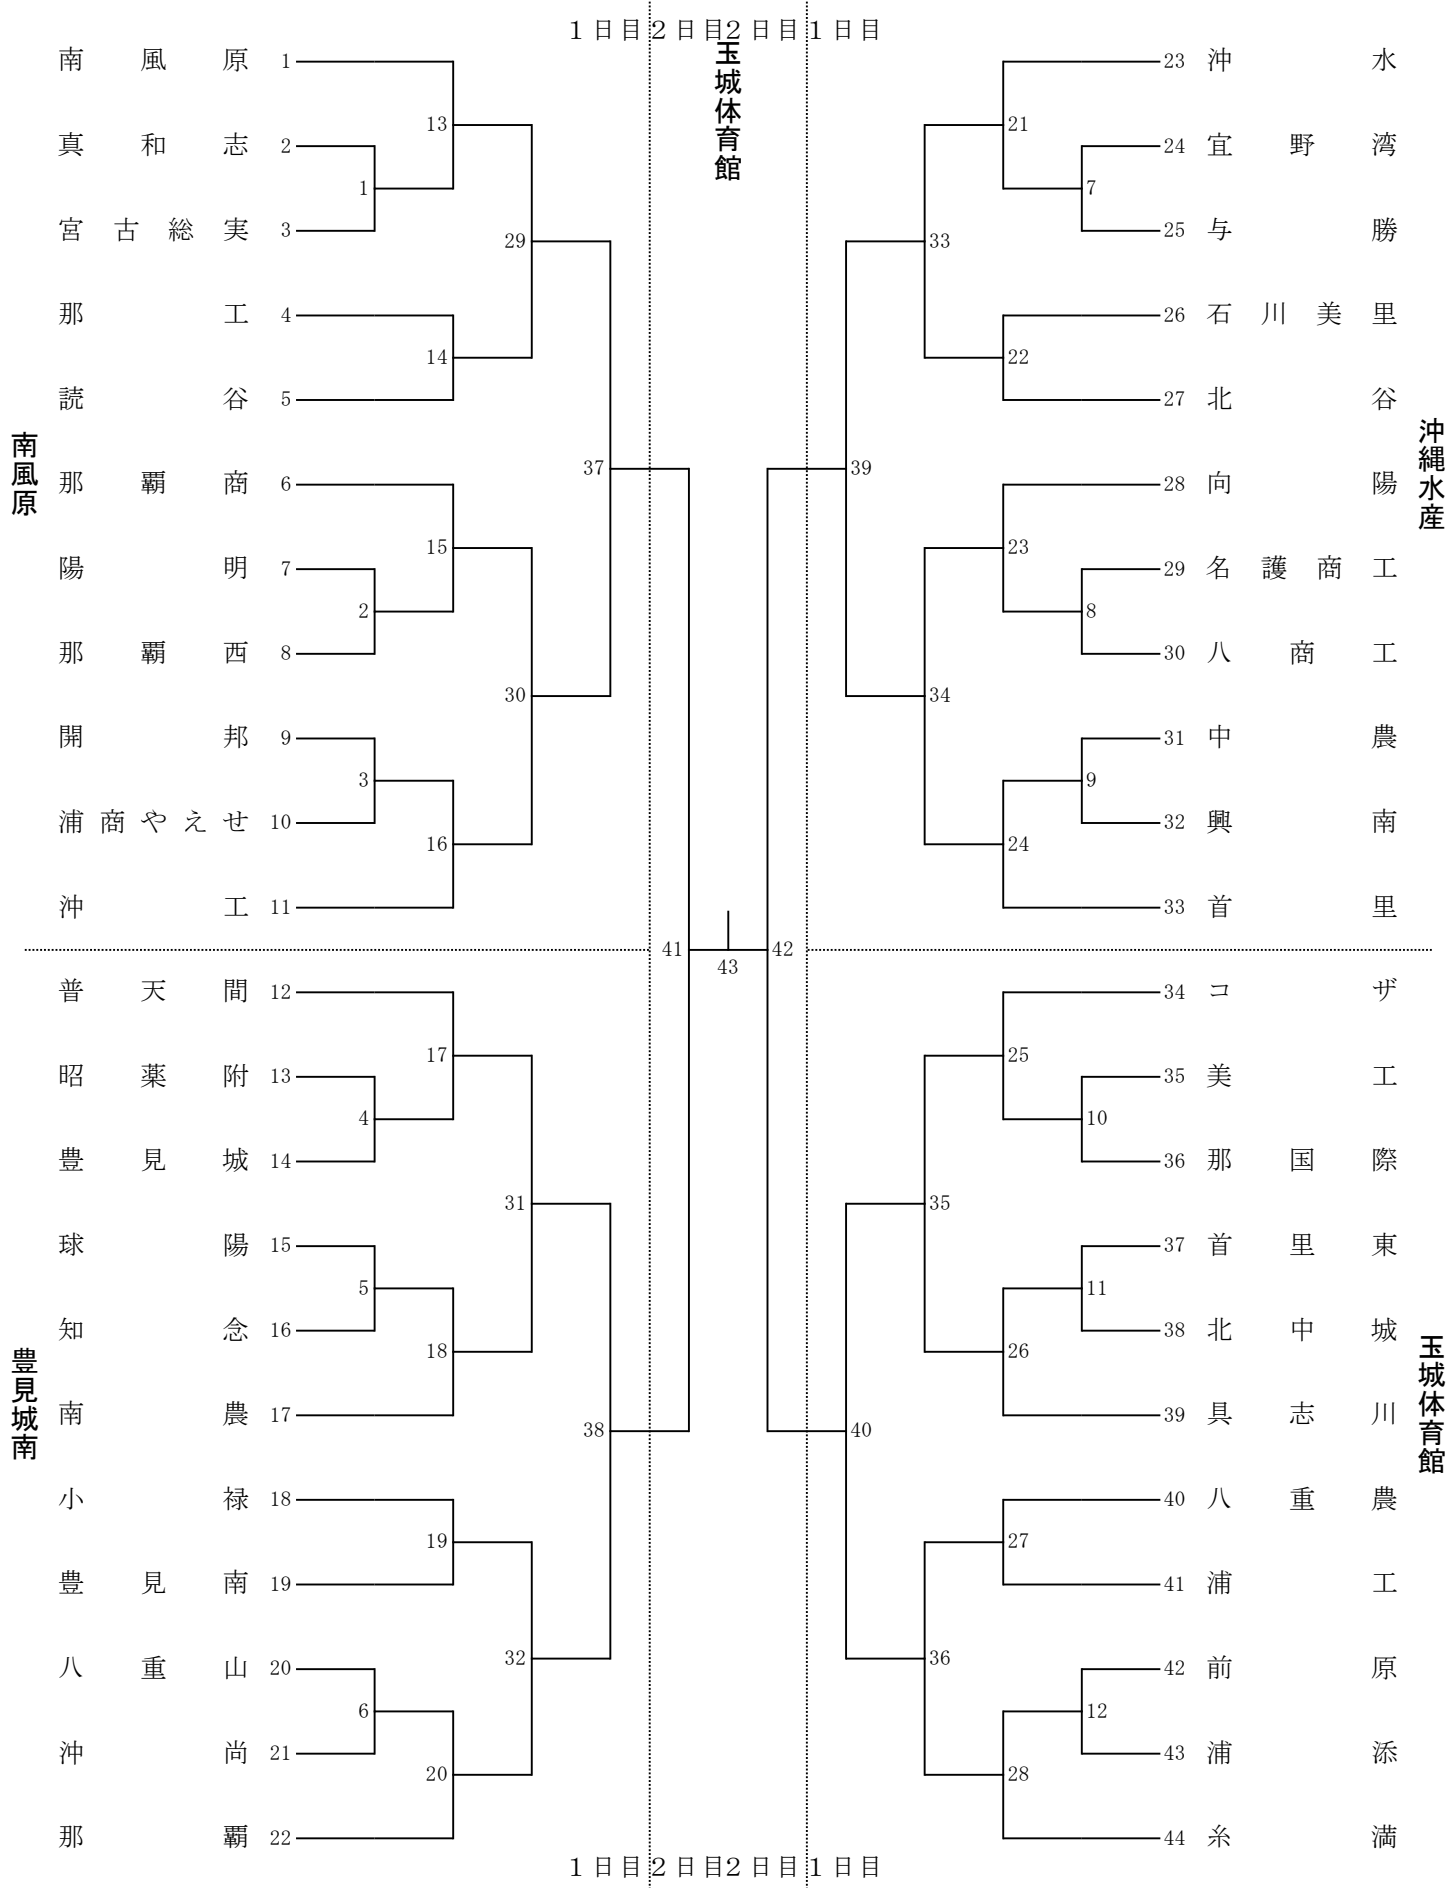 1日目 2日目 2日目 1日目
玉城体育館
南風原 1
13
真和志 2
1
宮古総実 3
29
那工 4
14
読谷 5
南風原
37
那覇商 6
15
陽明 7
2
那覇西 8
30
開邦 9
3
浦商やえせ 10
16
沖工 11
41
43
42
普天間 12
17
昭薬附 13
4
豊見城 14
31
球陽 15
5
知念 16
18
豊見城南
南農 17
38
小禄 18
19
豊見南 19
32
八重山 20
6
沖尚 21
20
那覇 22
23 沖水
21
24 宜野湾
7
25 与勝
33
26 石川美里
22
27 北谷
沖縄水産
39
28 向陽
23
29 名護商工
8
30 八商工
34
31 中農
9
32 興南
24
33 首里
34 コザ
25
35 美工
10
36 那国際
35
37 首里東
11
38 北中城
26
玉城体育館
39 具志川
40
40 八重農
27
41 浦工
36
42 前原
12
43 浦添
28
44 糸満
1日目 2日目 2日目 1日目